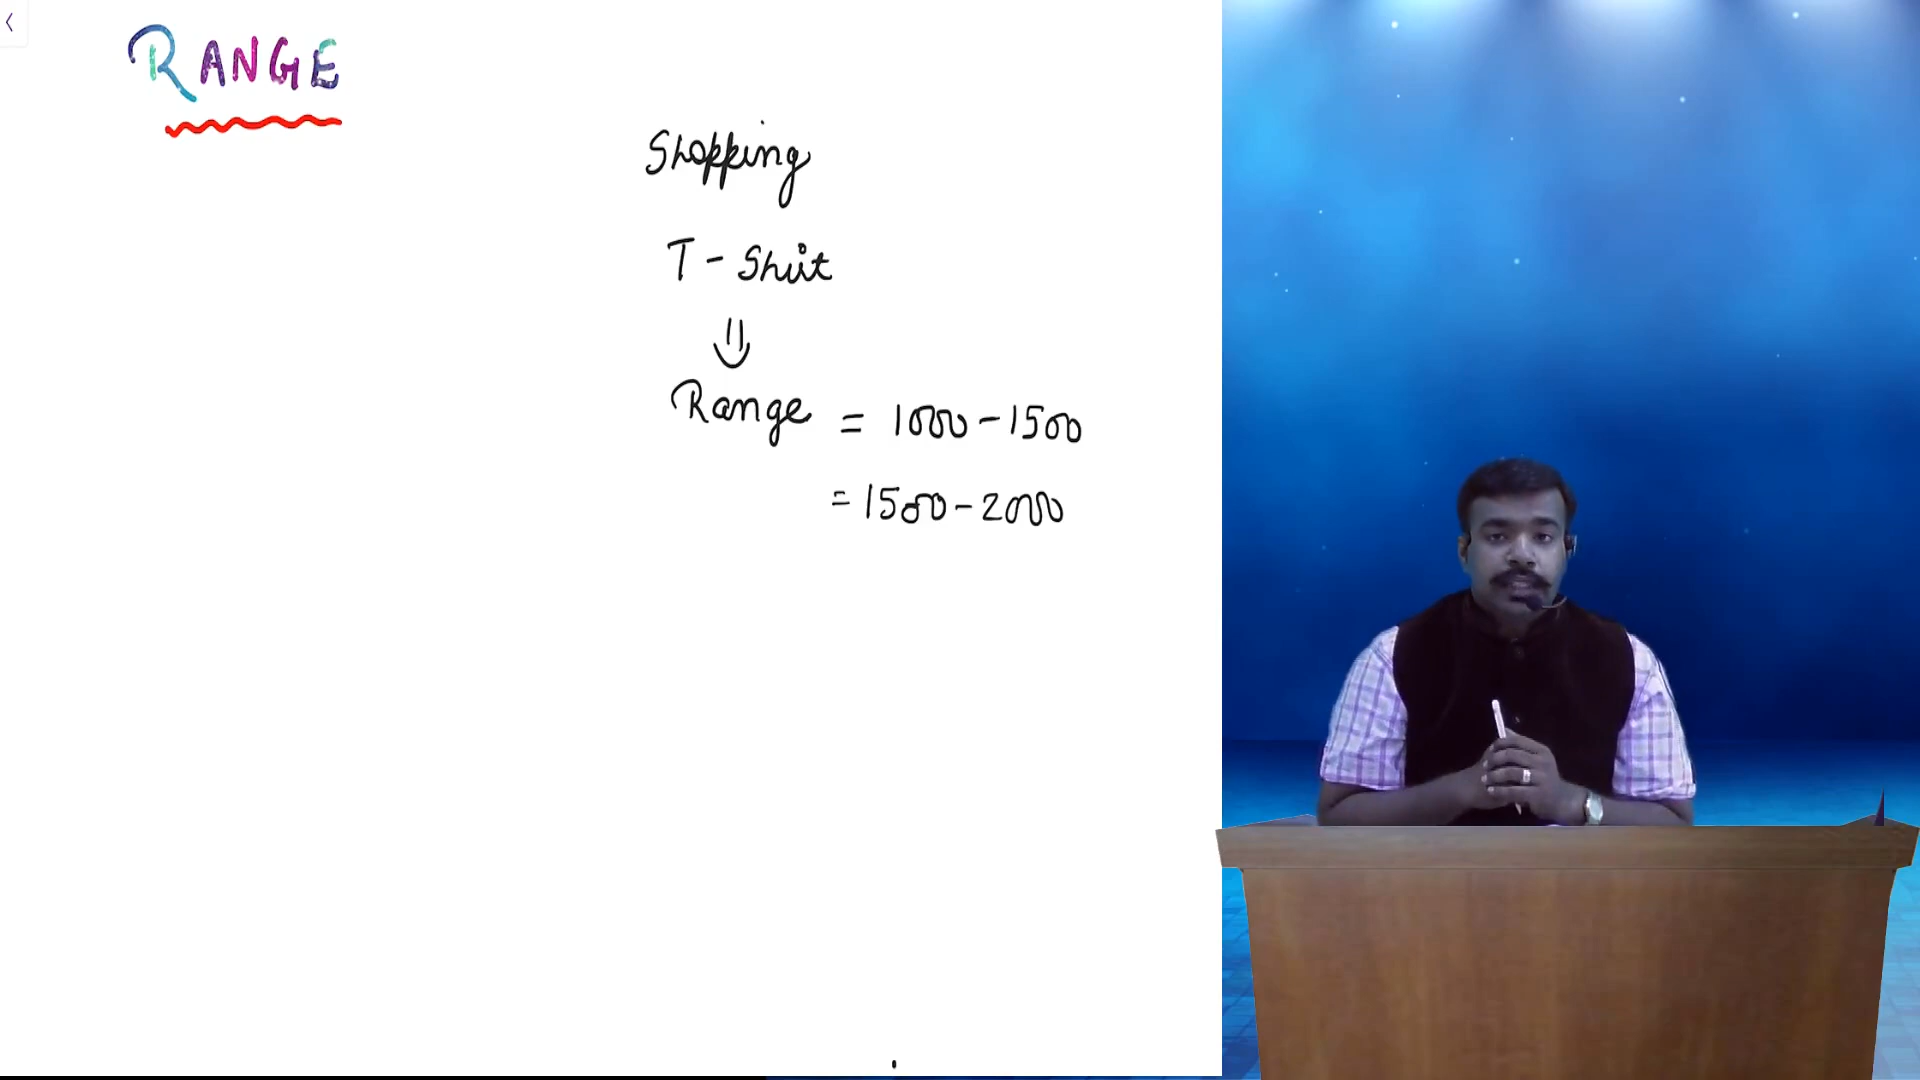 RANGE
Shopping
T-Shirt
Range = 1000-1500
= 1500-2000